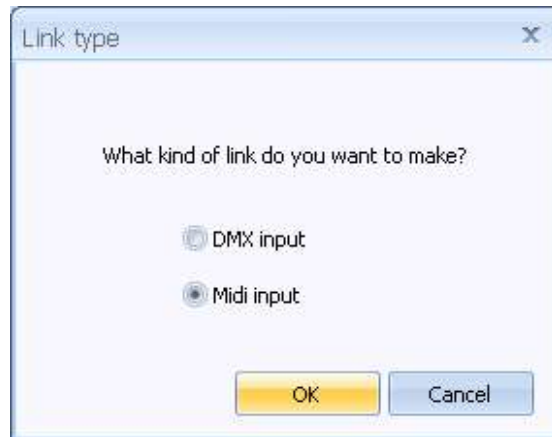 Link type
What kind of link do you want to make?
DMX input
Midi input
OK Cancel